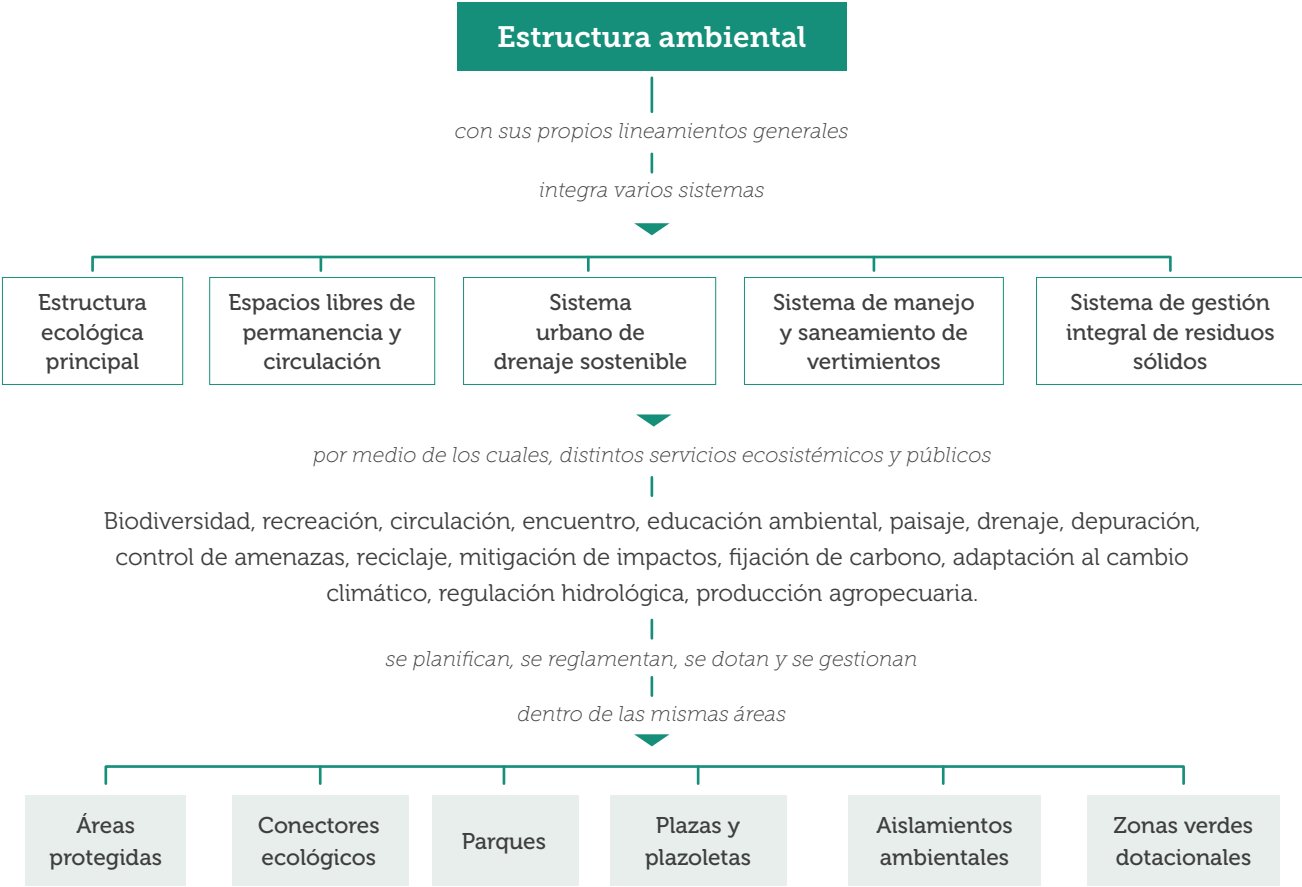 Estructura ambiental
con sus propios lineamientos generales
integra varios sistemas
Estructura
ecológica
principal
Espacios libres de
permanencia y
circulación
Sistema
urbano de
drenaje sostenible
Sistema de manejo
y saneamiento de
vertimientos
Sistema de gestión
integral de residuos
sólidos
por medio de los cuales, distintos servicios ecosistémicos y públicos
Biodiversidad, recreación, circulación, encuentro, educación ambiental, paisaje, drenaje, depuración,
control de amenazas, reciclaje, mitigación de impactos, fijación de carbono, adaptación al cambio
climático, regulación hidrológica, producción agropecuaria.
se planifican, se reglamentan, se dotan y se gestionan
dentro de las mismas áreas
Áreas
protegidas
Conectores
ecológicos
Parques
Plazas y
plazoletas
Aislamientos
ambientales
Zonas verdes
dotacionales